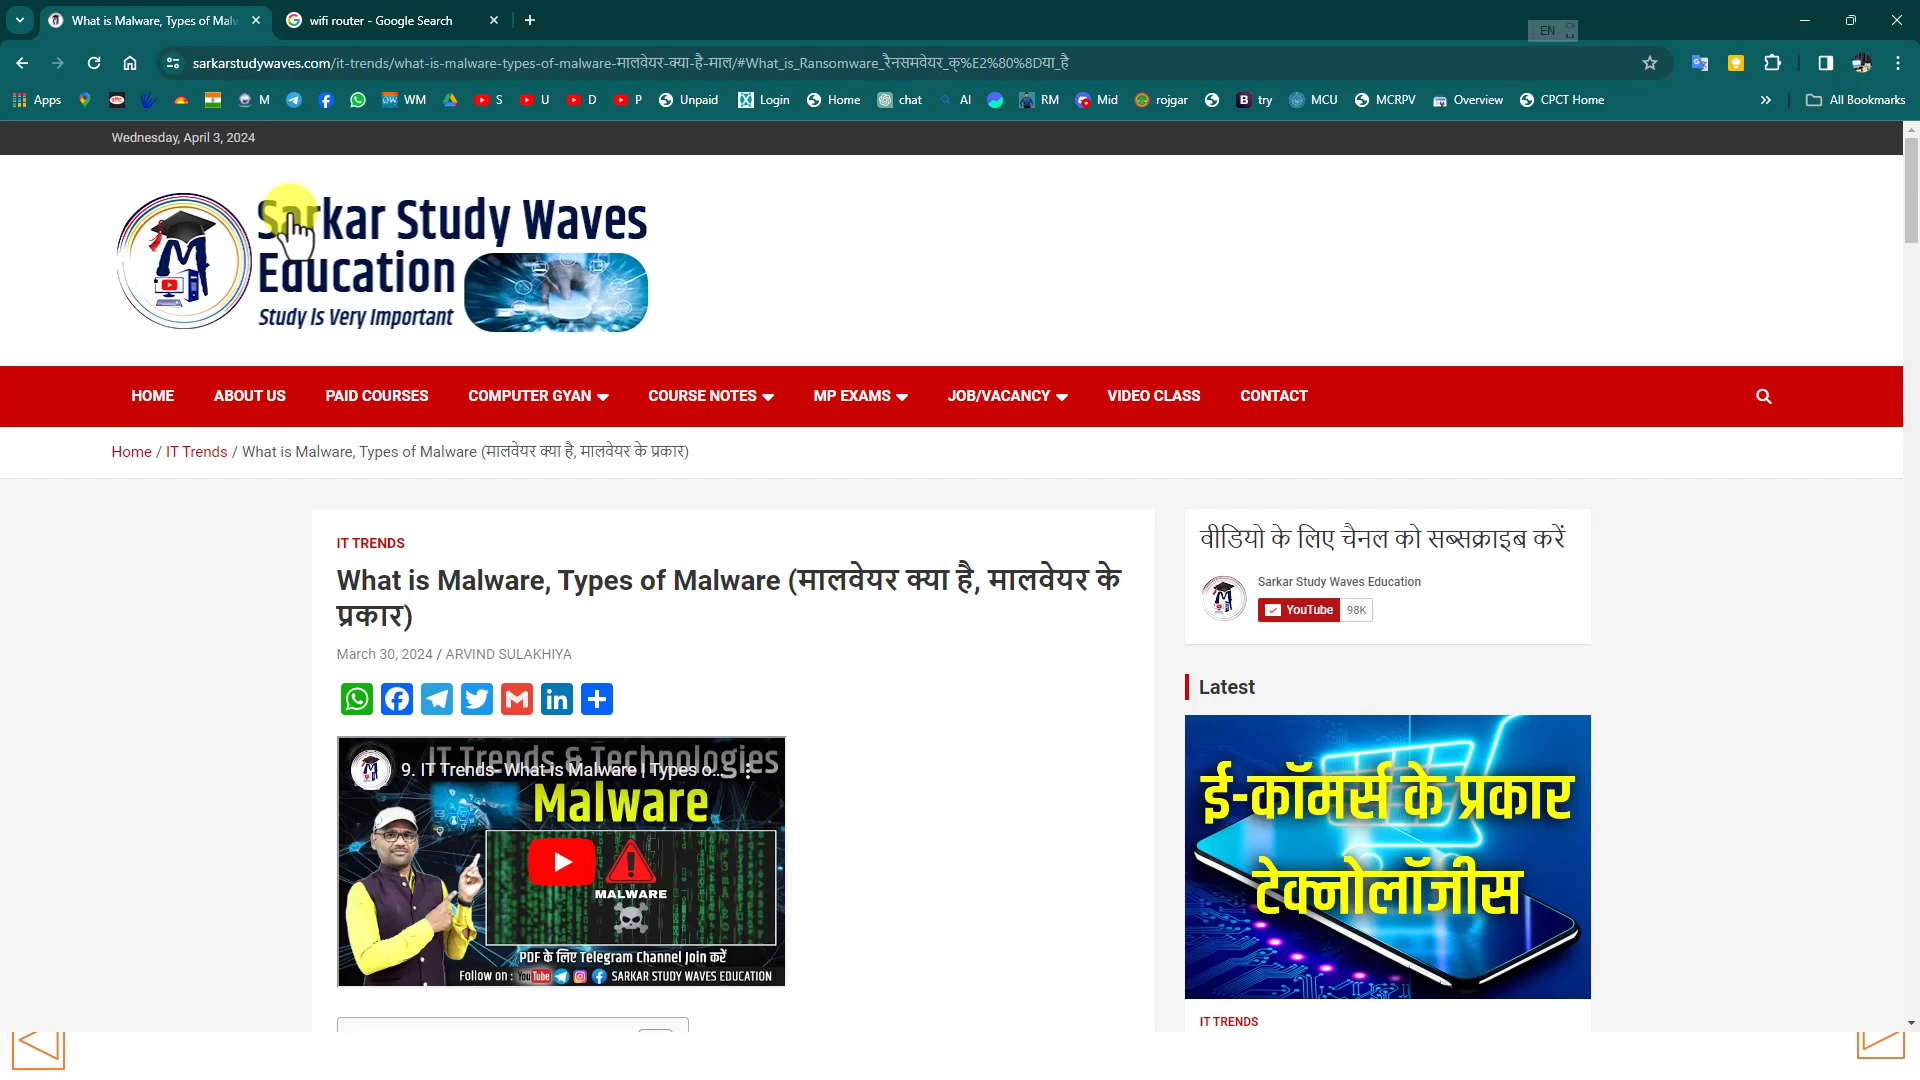 What is Malware, Types of Mal
wifi router - Google Search
EN
sarkarstudywaves.com/it-trends/what-is-malware-types-of-malware-मालवेयर-क्या-है-माल/#What_is_Ransomware_रैनसमवेयर_क्%E2%80%8Dया_है
Apps M WM S U D P Unpaid Login Home chat AI RM Mid rojgar try MCU MCRPV Overview CPCT Home » All Bookmarks
Wednesday, April 3, 2024
Sarkar Study Waves
Education
Study Is Very Important
HOME ABOUT US PAID COURSES COMPUTER GYAN COURSE NOTES MP EXAMS JOB/VACANCY VIDEO CLASS CONTACT
Home / IT Trends / What is Malware, Types of Malware (मालवेयर क्या है, मालवेयर के प्रकार)
IT TRENDS
What is Malware, Types of Malware (मालवेयर क्या है, मालवेयर के
प्रकार)
March 30, 2024 / ARVIND SULAKHIYA
IT Trends & Technologies
9. IT Trends- What is Malware | Types o...
Malware
MALWARE
PDF के लिए Telegram Channel Join करें
Follow on : YouTube SARKAR STUDY WAVES EDUCATION
वीडियो के लिए चैनल को सब्सक्राइब करें
Sarkar Study Waves Education
YouTube 98K
Latest
ई-कॉमर्स के प्रकार
टेक्नोलॉजीस
IT TRENDS